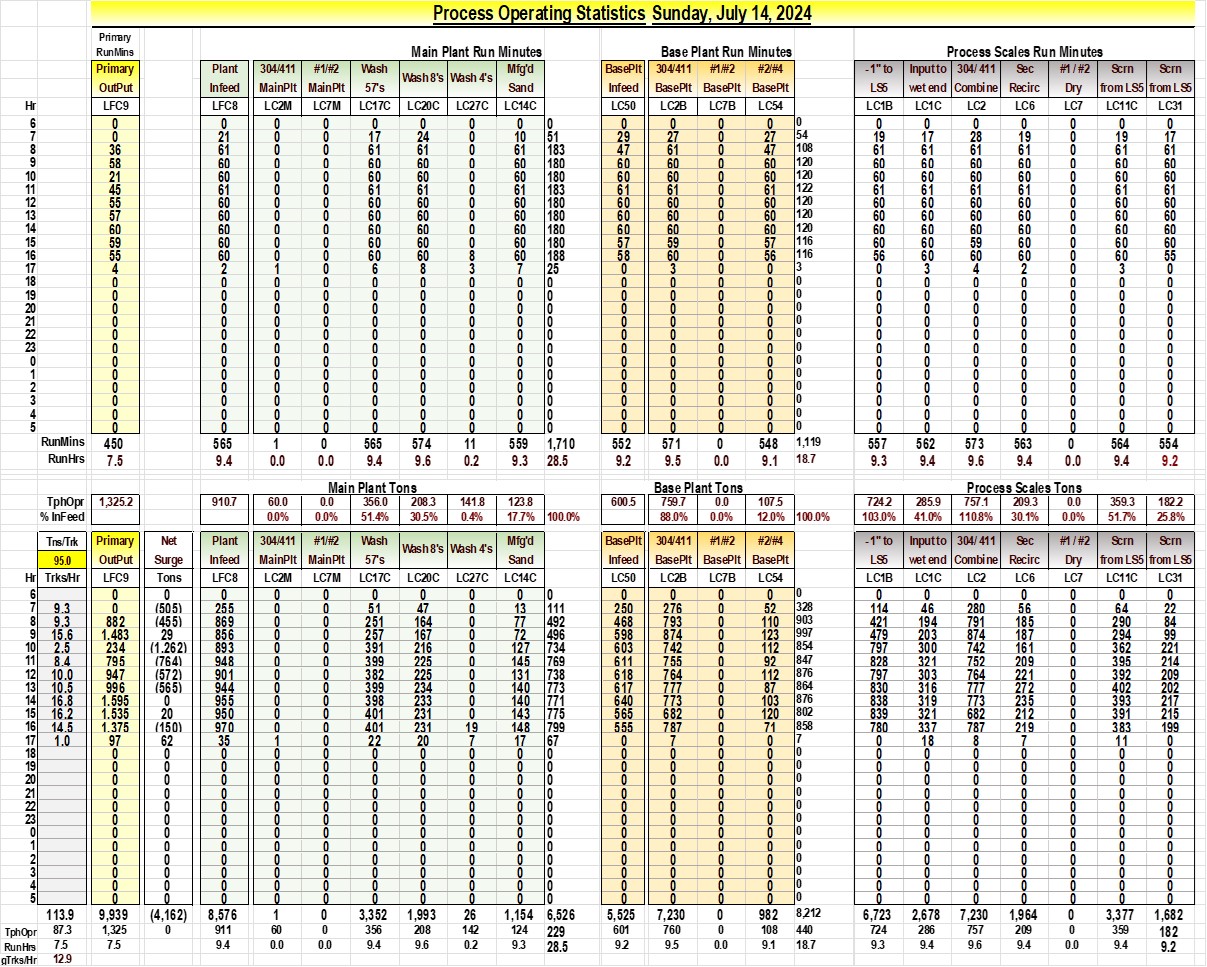 Process Operating Statistics Sunday, July 14, 2024
Primary
RunMins Main Plant Run Minutes Base Plant Run Minutes Process Scales Run Minutes
Primary Plant 304/411 #1/#2 Wash Wash 8's Wash 4's Mfg'd BasePlt 304/411 #1/#2 #2/#4 -1" to Input to 304/ 411 Sec #1 / #2 Scrn Scrn
OutPut Infeed MainPlt MainPlt 57's Sand Infeed BasePlt BasePlt BasePlt LS5 wet end Combine Recirc Dry from LS5 from LS5
Hr LFC9 LFC8 LC2M LC7M LC17C LC20C LC27C LC14C LC50 LC2B LC7B LC54 LC1B LC1C LC2 LC6 LC7 LC11C LC31
6 0 0 0 0 0 0 0 0 0 0 0 0 0 0 0 0 0 0 0 0 0
7 0 21 0 0 17 24 0 10 51 29 27 0 27 54 19 17 28 19 0 19 17
8 36 61 0 0 61 61 0 61 183 47 61 0 47 108 61 61 61 61 0 61 61
9 58 60 0 0 60 60 0 60 180 60 60 0 60 120 60 60 60 60 0 60 60
10 21 60 0 0 60 60 0 60 180 60 60 0 60 120 60 60 60 60 0 60 60
11 45 61 0 0 61 61 0 61 183 61 61 0 61 122 61 61 61 61 0 61 61
12 55 60 0 0 60 60 0 60 180 60 60 0 60 120 60 60 60 60 0 60 60
13 57 60 0 0 60 60 0 60 180 60 60 0 60 120 60 60 60 60 0 60 60
14 60 60 0 0 60 60 0 60 180 60 60 0 60 120 60 60 60 60 0 60 60
15 59 60 0 0 60 60 0 60 180 57 59 0 57 116 60 60 59 60 0 60 60
16 55 60 0 0 60 60 8 60 188 58 60 0 56 116 56 60 60 60 0 60 55
17 4 2 1 0 6 8 3 7 25 0 3 0 0 3 0 3 4 2 0 3 0
18 0 0 0 0 0 0 0 0 0 0 0 0 0 0 0 0 0 0 0 0 0
19 0 0 0 0 0 0 0 0 0 0 0 0 0 0 0 0 0 0 0 0 0
20 0 0 0 0 0 0 0 0 0 0 0 0 0 0 0 0 0 0 0 0 0
21 0 0 0 0 0 0 0 0 0 0 0 0 0 0 0 0 0 0 0 0 0
22 0 0 0 0 0 0 0 0 0 0 0 0 0 0 0 0 0 0 0 0 0
23 0 0 0 0 0 0 0 0 0 0 0 0 0 0 0 0 0 0 0 0 0
0 0 0 0 0 0 0 0 0 0 0 0 0 0 0 0 0 0 0 0 0 0
1 0 0 0 0 0 0 0 0 0 0 0 0 0 0 0 0 0 0 0 0 0
2 0 0 0 0 0 0 0 0 0 0 0 0 0 0 0 0 0 0 0 0 0
3 0 0 0 0 0 0 0 0 0 0 0 0 0 0 0 0 0 0 0 0 0
4 0 0 0 0 0 0 0 0 0 0 0 0 0 0 0 0 0 0 0 0 0
5 0 0 0 0 0 0 0 0 0 0 0 0 0 0 0 0 0 0 0 0 0
RunMins 450 565 1 0 565 574 11 559 1,710 552 571 0 548 1,119 557 562 573 563 0 564 554
RunHrs 7.5 9.4 0.0 0.0 9.4 9.6 0.2 9.3 28.5 9.2 9.5 0.0 9.1 18.7 9.3 9.4 9.6 9.4 0.0 9.4 9.2
Main Plant Tons Base Plant Tons Process Scales Tons
TphOpr 1,325.2 910.7 60.0 0.0 356.0 208.3 141.8 123.8 600.5 759.7 0.0 107.5 724.2 285.9 757.1 209.3 0.0 359.3 182.2
% InFeed 0.0% 0.0% 51.4% 30.5% 0.4% 17.7% 100.0% 88.0% 0.0% 12.0% 100.0% 103.0% 41.0% 110.8% 30.1% 0.0% 51.7% 25.8%
Tns/Trk Primary Net Plant 304/411 #1/#2 Wash Wash 8's Wash 4's Mfg'd BasePlt 304/411 #1/#2 #2/#4 -1" to Input to 304/ 411 Sec #1 / #2 Scrn Scrn
95.0 OutPut Surge Infeed MainPlt MainPlt 57's Sand Infeed BasePlt BasePlt BasePlt LS5 wet end Combine Recirc Dry from LS5 from LS5
Hr Trks/Hr LFC9 Tons LFC8 LC2M LC7M LC17C LC20C LC27C LC14C LC50 LC2B LC7B LC54 LC1B LC1C LC2 LC6 LC7 LC11C LC31
6 0 0 0 0 0 0 0 0 0 0 0 0 0 0 0 0 0 0 0 0 0 0
7 9.3 0 (505) 255 0 0 51 47 0 13 111 250 276 0 52 328 114 46 280 56 0 64 22
8 9.3 882 (455) 869 0 0 251 164 0 77 492 468 793 0 110 903 421 194 791 185 0 290 84
9 15.6 1,483 29 856 0 0 257 167 0 72 496 598 874 0 123 997 479 203 874 187 0 294 99
10 2.5 234 (1,262) 893 0 0 391 216 0 127 734 603 742 0 112 854 797 300 742 161 0 362 221
11 8.4 795 (764) 948 0 0 399 225 0 145 769 611 755 0 92 847 828 321 752 209 0 395 214
12 10.0 947 (572) 901 0 0 382 225 0 131 738 618 764 0 112 876 797 303 764 221 0 392 209
13 10.5 996 (565) 944 0 0 399 234 0 140 773 617 777 0 87 864 830 316 777 272 0 402 202
14 16.8 1,595 0 955 0 0 398 233 0 140 771 640 773 0 103 876 838 319 773 235 0 393 217
15 16.2 1,535 20 950 0 0 401 231 0 143 775 565 682 0 120 802 839 321 682 212 0 391 215
16 14.5 1,375 (150) 970 0 0 401 231 19 148 799 555 787 0 71 858 780 337 787 219 0 383 199
17 1.0 97 62 35 1 0 22 20 7 17 67 0 7 0 0 7 0 18 8 7 0 11 0
18 0 0 0 0 0 0 0 0 0 0 0 0 0 0 0 0 0 0 0 0 0 0
19 0 0 0 0 0 0 0 0 0 0 0 0 0 0 0 0 0 0 0 0 0 0
20 0 0 0 0 0 0 0 0 0 0 0 0 0 0 0 0 0 0 0 0 0 0
21 0 0 0 0 0 0 0 0 0 0 0 0 0 0 0 0 0 0 0 0 0 0
22 0 0 0 0 0 0 0 0 0 0 0 0 0 0 0 0 0 0 0 0 0 0
23 0 0 0 0 0 0 0 0 0 0 0 0 0 0 0 0 0 0 0 0 0 0
0 0 0 0 0 0 0 0 0 0 0 0 0 0 0 0 0 0 0 0 0 0 0
1 0 0 0 0 0 0 0 0 0 0 0 0 0 0 0 0 0 0 0 0 0 0
2 0 0 0 0 0 0 0 0 0 0 0 0 0 0 0 0 0 0 0 0 0 0
3 0 0 0 0 0 0 0 0 0 0 0 0 0 0 0 0 0 0 0 0 0 0
4 0 0 0 0 0 0 0 0 0 0 0 0 0 0 0 0 0 0 0 0 0 0
5 0 0 0 0 0 0 0 0 0 0 0 0 0 0 0 0 0 0 0 0 0 0
113.9 9,939 (4,162) 8,576 1 0 3,352 1,993 26 1,154 6,526 5,525 7,230 0 982 8,212 6,723 2,678 7,230 1,964 0 3,377 1,682
TphOpr 87.3 1,325 0 911 60 0 356 208 142 124 229 601 760 0 108 440 724 286 757 209 0 359 182
RunHrs 7.5 7.5 9.4 0.0 0.0 9.4 9.6 0.2 9.3 28.5 9.2 9.5 0.0 9.1 18.7 9.3 9.4 9.6 9.4 0.0 9.4 9.2
gTrks/Hr 12.9